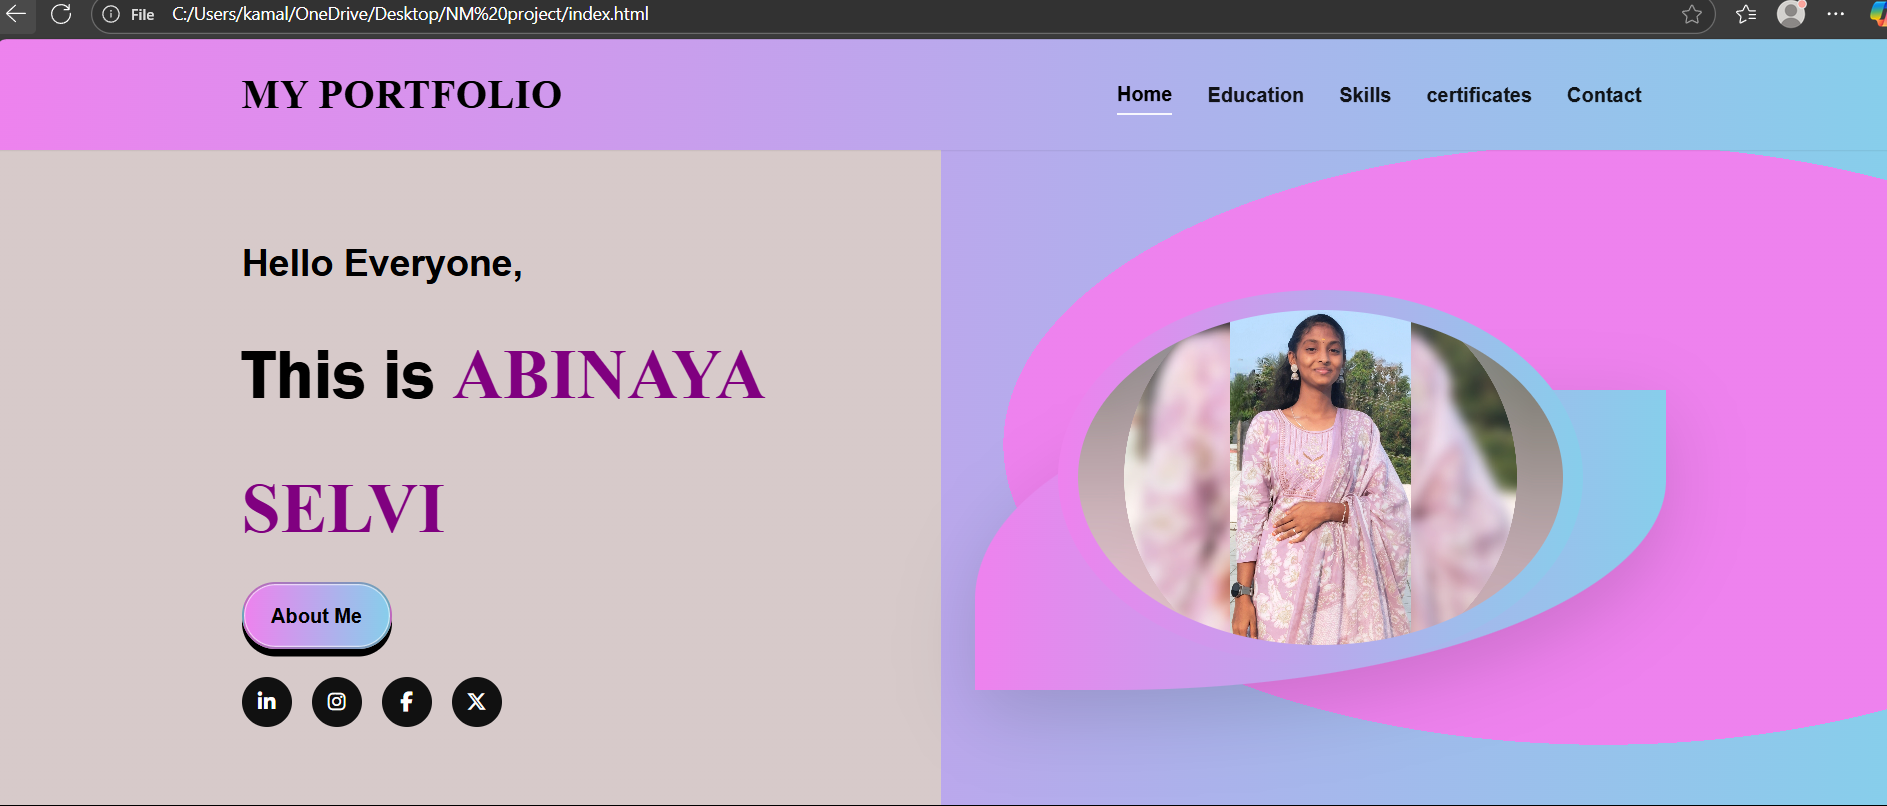 File C:/Users/kamal/OneDrive/Desktop/NM%20project/index.html
MY PORTFOLIO
Home Education Skills certificates Contact
Hello Everyone,
This is ABINAYA
SELVI
About Me
in f X